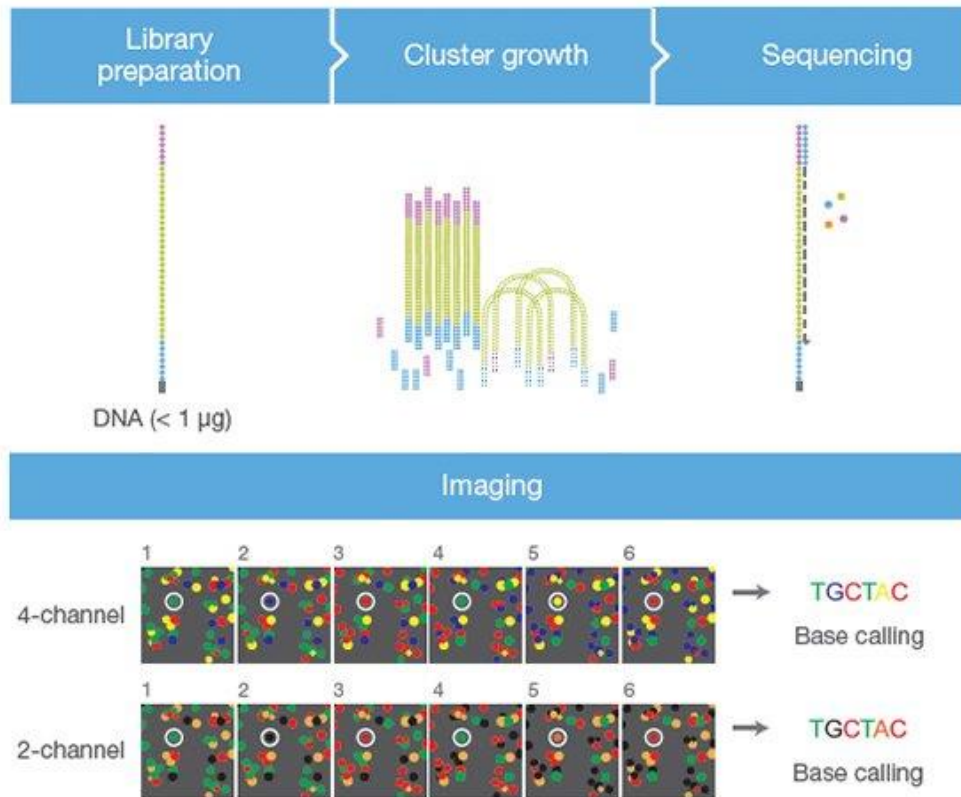 Library
preparation
Cluster growth
Sequencing
DNA (< 1 µg)
Imaging
1 2 3 4 5 6
4-channel
TGCTAC
Base calling
1 2 3 4 5 6
2-channel
TGCTAC
Base calling